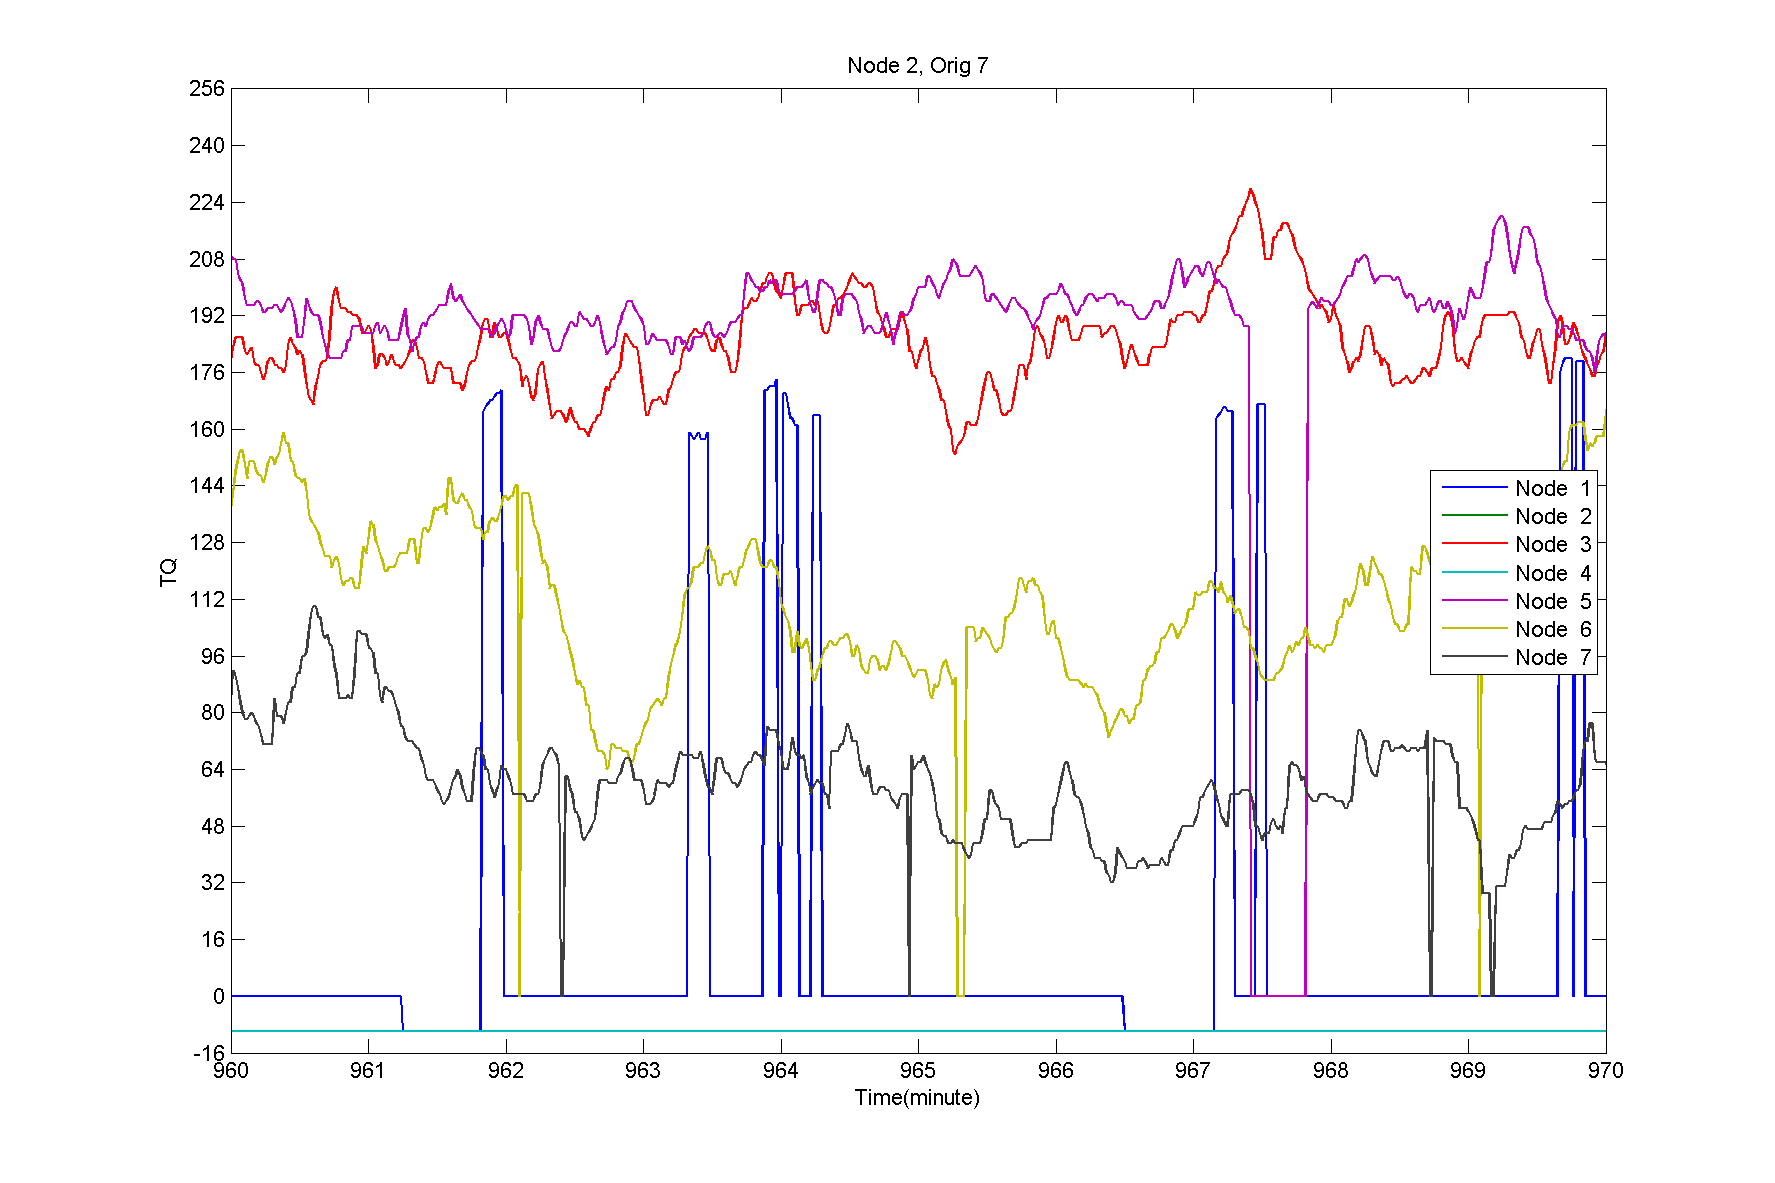 Node 2, Orig 7
256
240
224
208
192
176
160
144
128
112
96
80
64
48
32
16
0
-16
TQ
Node 1
Node 2
Node 3
Node 4
Node 5
Node 6
Node 7
960 961 962 963 964 965 966 967 968 969 970
Time(minute)